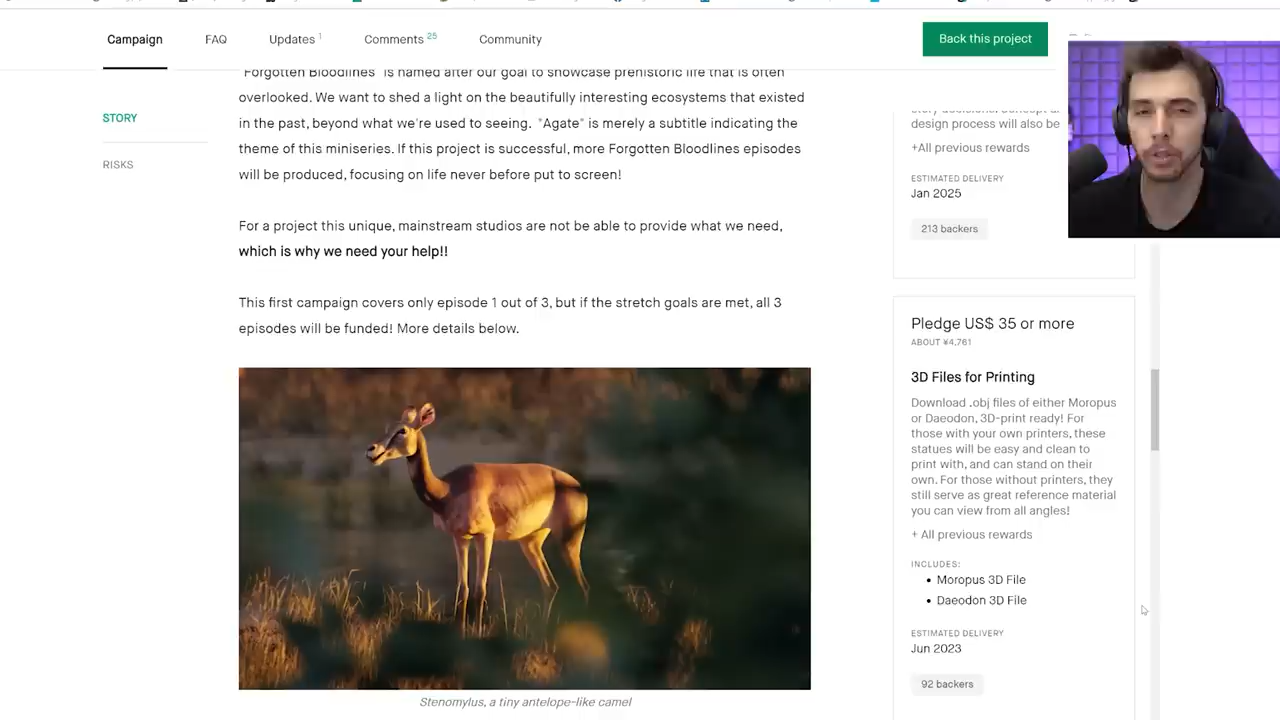 Campaign
FAQ
Updates 1
Comments 25
Community
Back this project
STORY
RISKS
"Forgotten Bloodlines" is named after our goal to showcase prehistoric life that is often
overlooked. We want to shed a light on the beautifully interesting ecosystems that existed
in the past, beyond what we're used to seeing. "Agate" is merely a subtitle indicating the
theme of this miniseries. If this project is successful, more Forgotten Bloodlines episodes
will be produced, focusing on life never before put to screen!
For a project this unique, mainstream studios are not be able to provide what we need,
which is why we need your help!!
This first campaign covers only episode 1 out of 3, but if the stretch goals are met, all 3
episodes will be funded! More details below.
Stenomylus, a tiny antelope-like camel
design process will also be
+All previous rewards
ESTIMATED DELIVERY
Jan 2025
213 backers
Pledge US$ 35 or more
ABOUT ¥4,761
3D Files for Printing
Download .obj files of either Moropus
or Daeodon, 3D-print ready! For
those with your own printers, these
statues will be easy and clean to
print with, and can stand on their
own. For those without printers, they
still serve as great reference material
you can view from all angles!
+ All previous rewards
INCLUDES:
• Moropus 3D File
• Daeodon 3D File
ESTIMATED DELIVERY
Jun 2023
92 backers